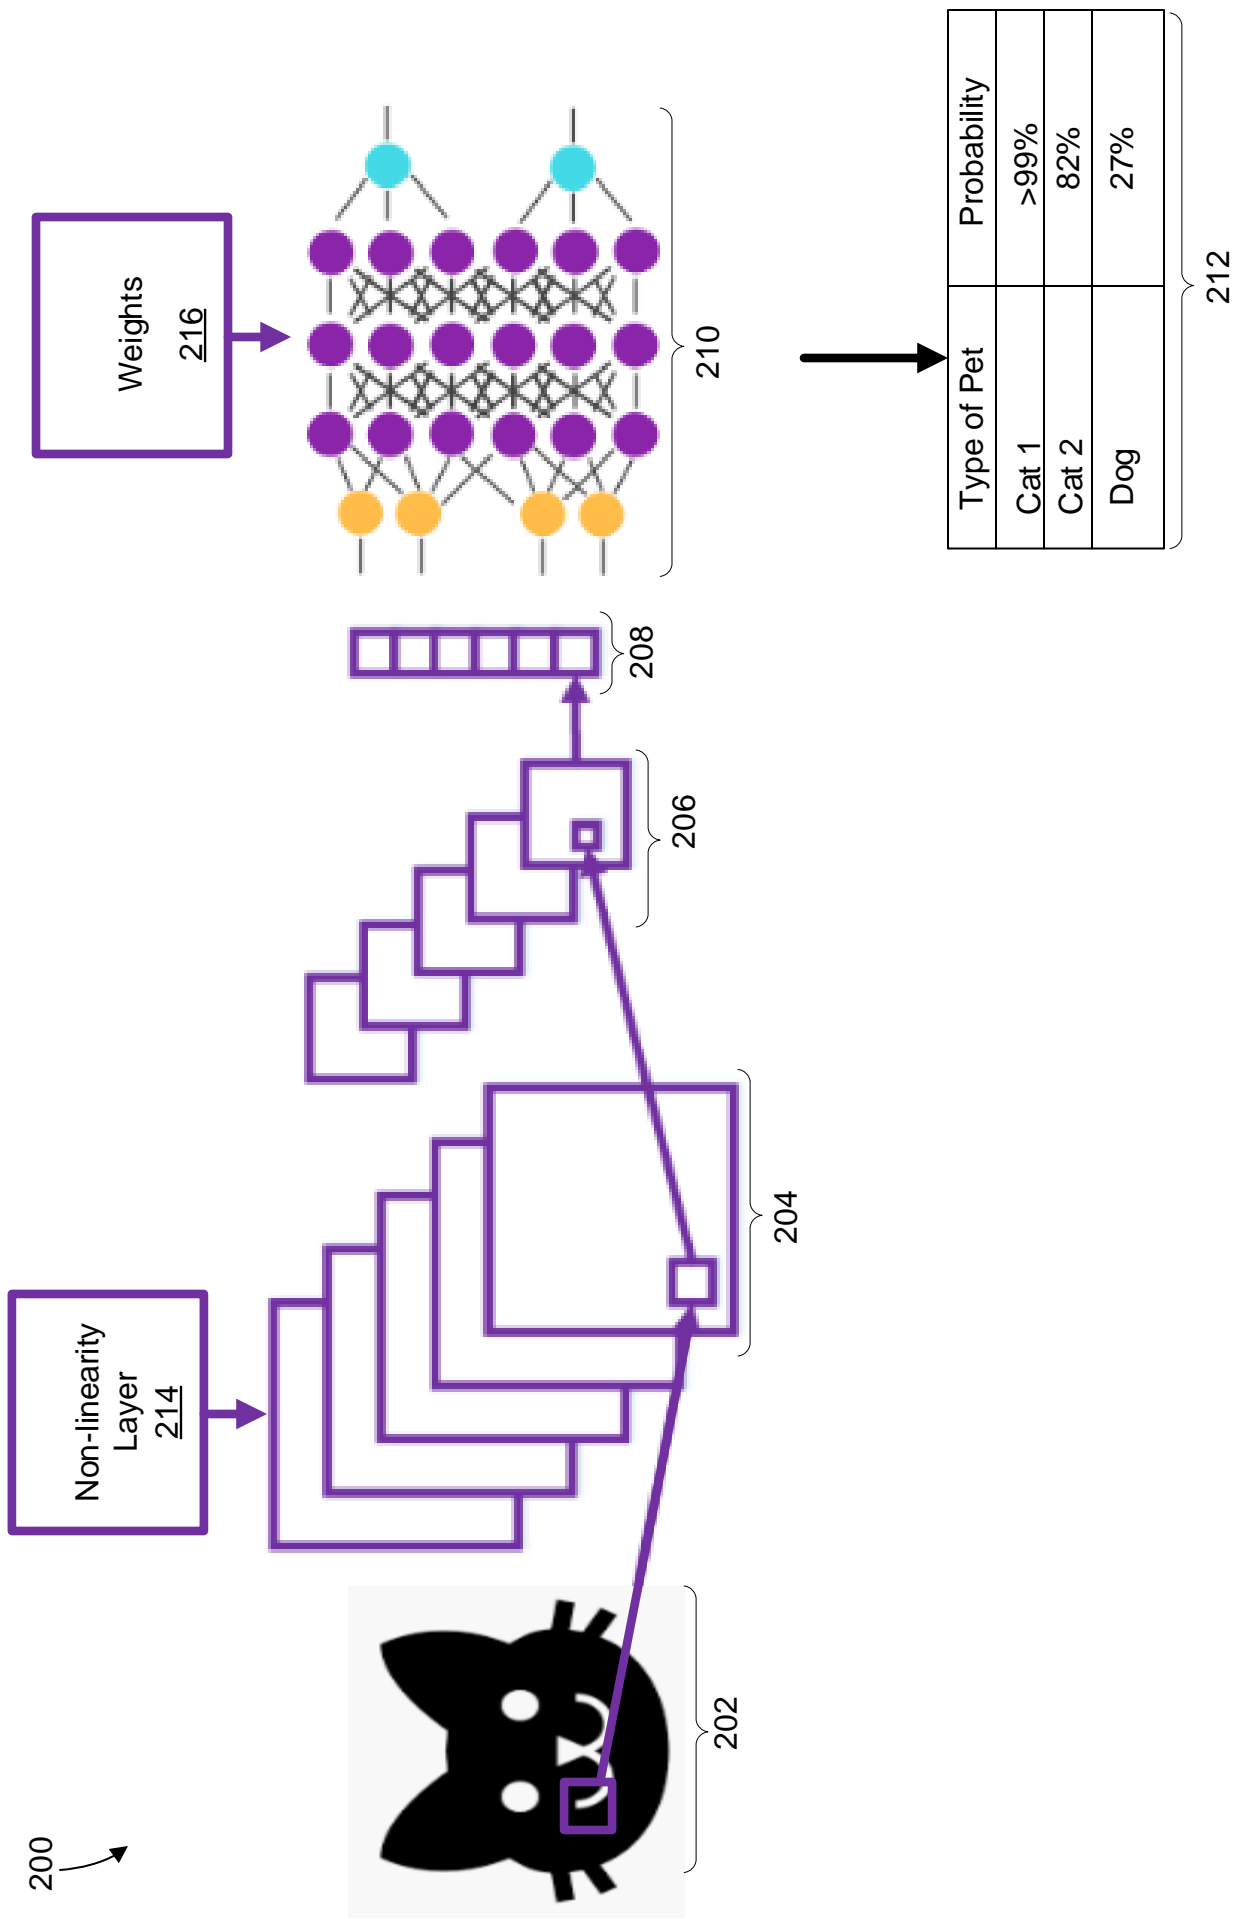 200
Non-linearity
Layer
214
Weights
216
202
204
206
208
210
Type of Pet Probability
Cat 1 >99%
Cat 2 82%
Dog 27%
212